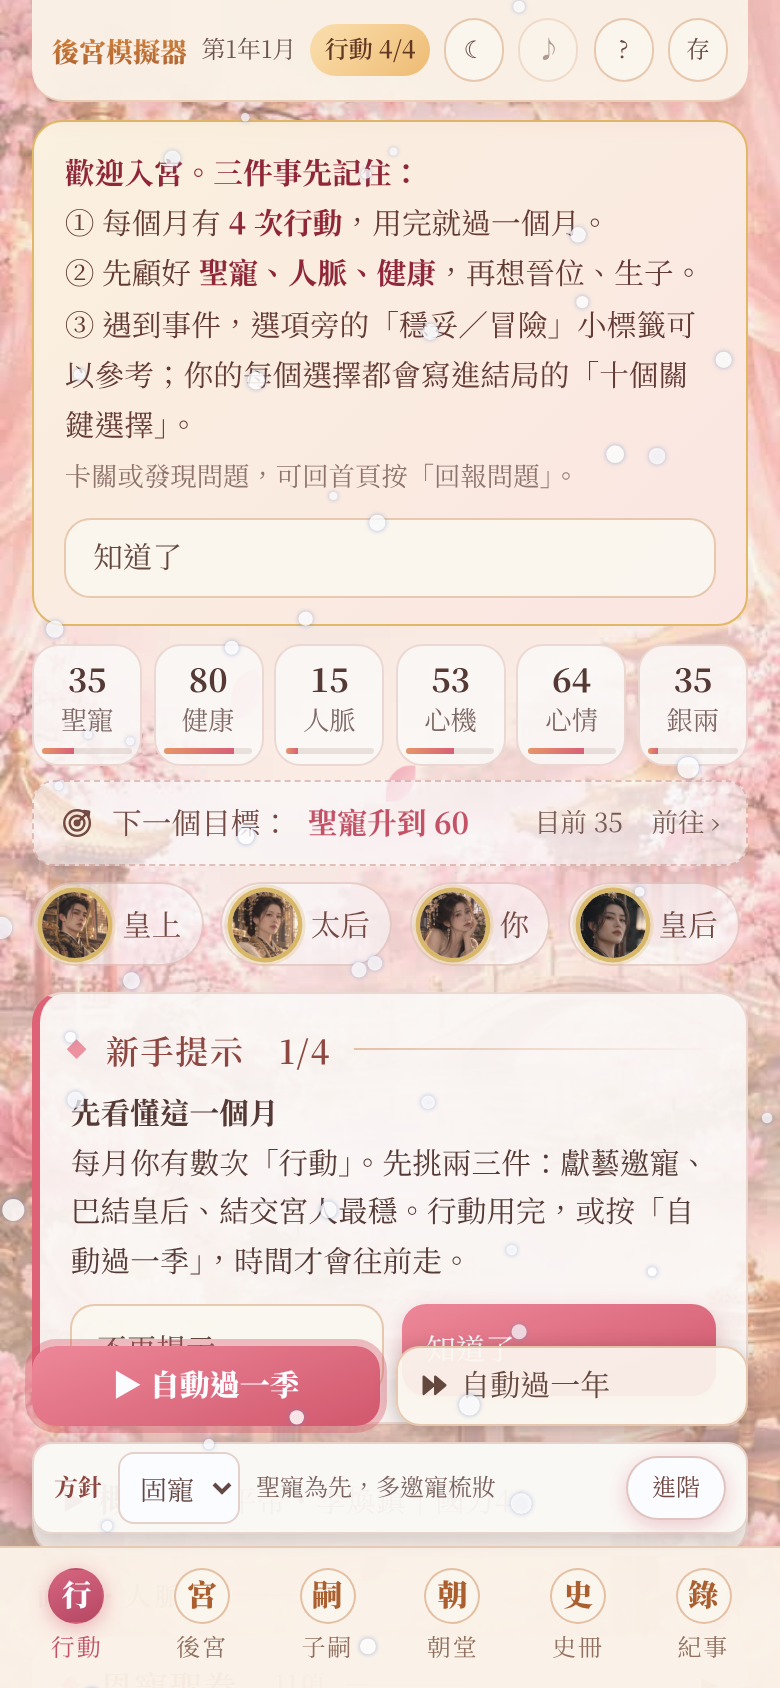 後宮模擬器 第1年1月 行動 4/4 ☾ ♪ ? 存
歡迎入宮。三件事先記住：
① 每個月有 4 次行動，用完就過一個月。
② 先顧好 聖寵、人脈、健康，再想晉位、生子。
③ 遇到事件，選項旁的「穩妥／冒險」小標籤可
以參考；你的每個選擇都會寫進結局的「十個關
鍵選擇」。
卡關或發現問題，可回首頁按「回報問題」。
知道了
35 80 15 53 64 35
聖寵 健康 人脈 心機 心情 銀兩
下一個目標： 聖寵升到 60 目前 35 前往 ›
皇上 太后 你 皇后
新手提示 1/4
先看懂這一個月
每月你有數次「行動」。先挑兩三件：獻藝邀寵、
巴結皇后、結交宮人最穩。行動用完，或按「自
動過一季」，時間才會往前走。
不再提示 知道了
▶ 自動過一季 自動過一年
方針 固寵 聖寵為先，多邀寵梳妝 進階
行 宮 嗣 朝 史 錄
行動 後宮 子嗣 朝堂 史冊 紀事